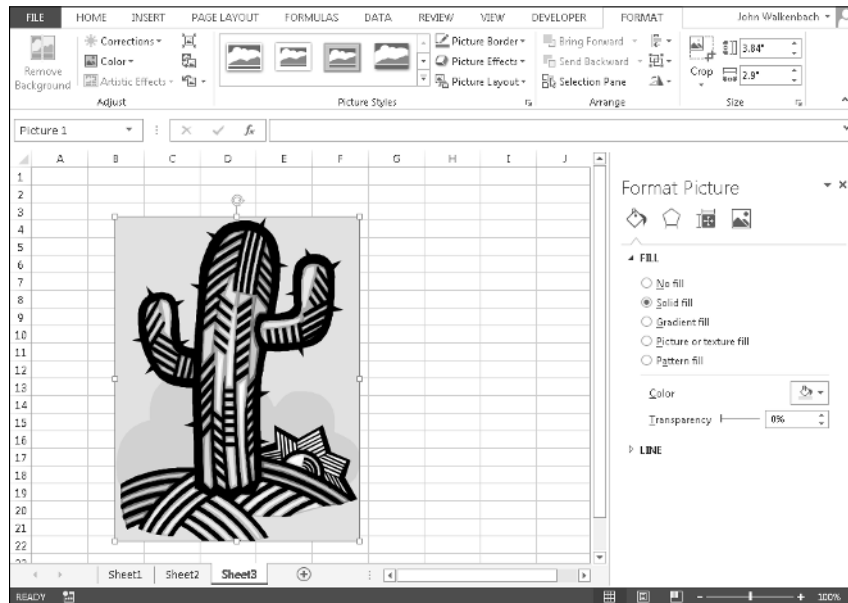 FILE HOME INSERT PAGE LAYOUT FORMULAS DATA REVIEW VIEW DEVELOPER FORMAT John Walkenbach
Remove Background
Corrections
Color
Artistic Effects
Adjust
Picture Styles
Picture Border
Picture Effects
Picture Layout
Bring Forward
Send Backward
Selection Pane
Arrange
Crop
3.84"
2.9"
Size
Picture 1
fx
A B C D E F G H I J
1
2
3
4
5
6
7
8
9
10
11
12
13
14
15
16
17
18
19
20
21
22
Format Picture
FILL
No fill
Solid fill
Gradient fill
Picture or texture fill
Pattern fill
Color
Transparency 0%
LINE
Sheet1 Sheet2 Sheet3
READY 100%